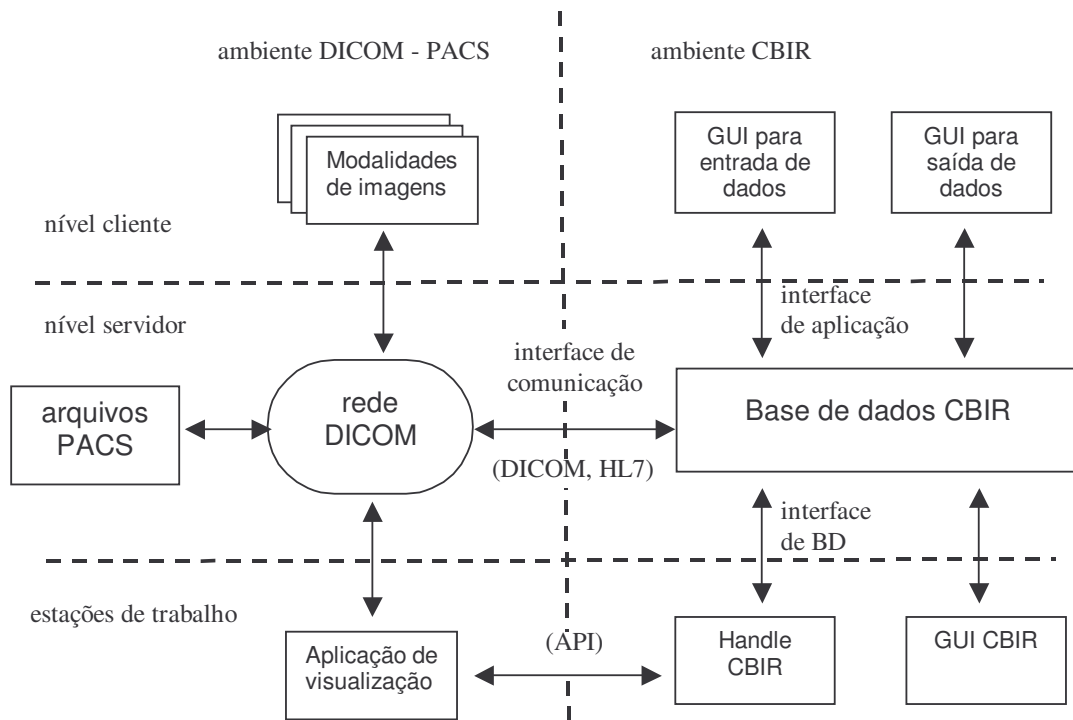 ambiente DICOM - PACS
ambiente CBIR
Modalidades
de imagens
GUI para
entrada de
dados
GUI para
saída de
dados
nível cliente
nível servidor
interface
de aplicação
interface de
comunicação
arquivos
PACS
rede
DICOM
Base de dados CBIR
(DICOM, HL7)
interface
de BD
estações de trabalho
Aplicação de
visualização
(API)
Handle
CBIR
GUI CBIR